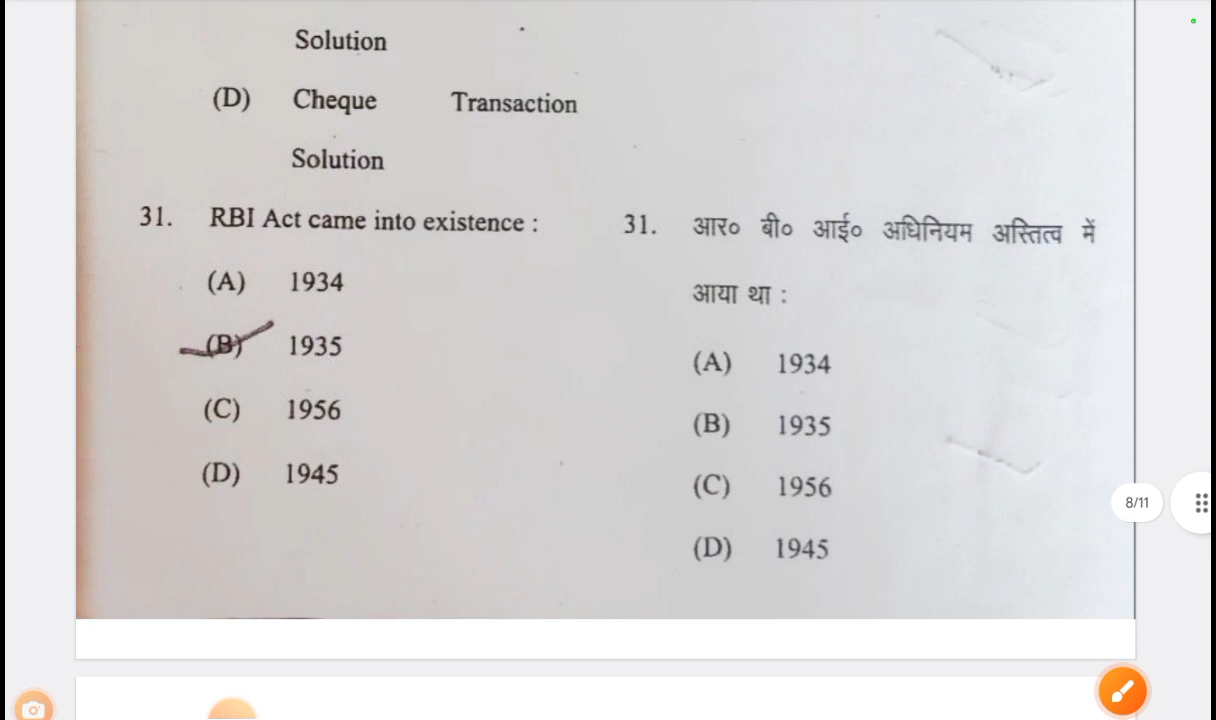 Solution
(D) Cheque Transaction
Solution
31. RBI Act came into existence :
(A) 1934
(B) 1935
(C) 1956
(D) 1945
31. आर० बी० आई० अधिनियम अस्तित्व में
आया था :
(A) 1934
(B) 1935
(C) 1956
(D) 1945
8/11